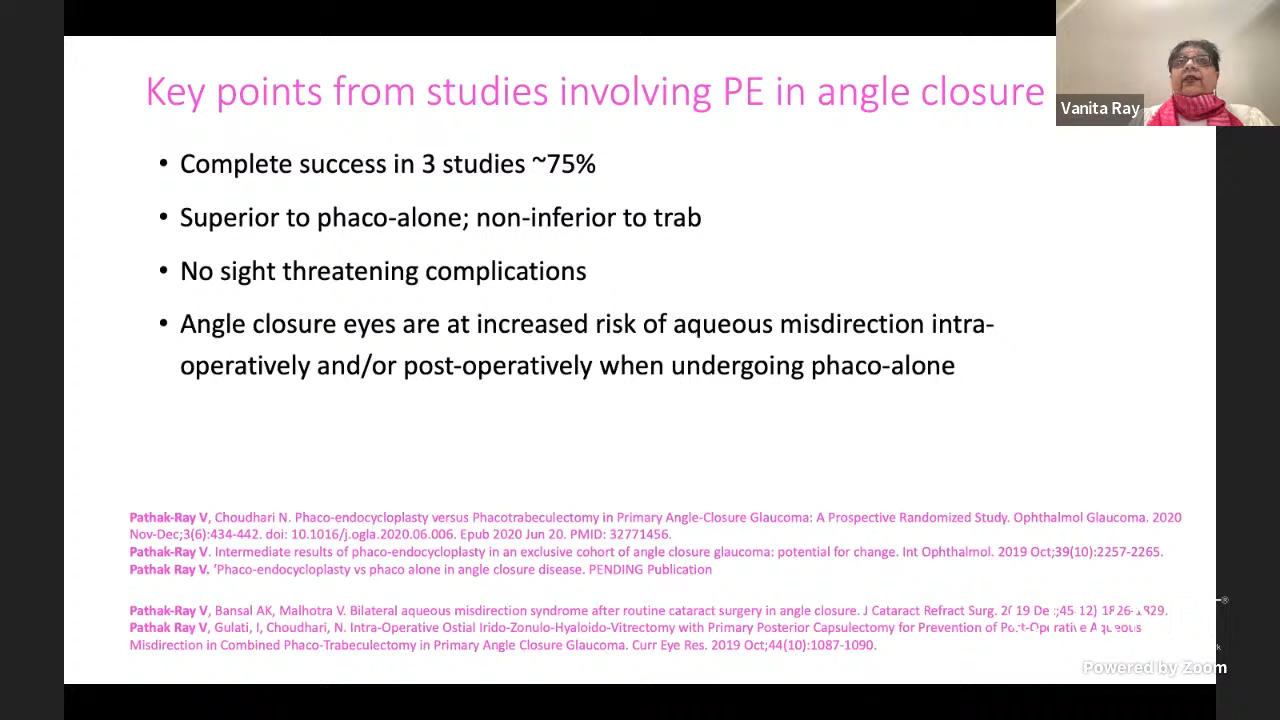 Key points from studies involving PE in angle closure
Vanita Ray
• Complete success in 3 studies ~75%
• Superior to phaco-alone; non-inferior to trab
• No sight threatening complications
• Angle closure eyes are at increased risk of aqueous misdirection intra-
operatively and/or post-operatively when undergoing phaco-alone
Pathak-Ray V, Choudhari N. Phaco-endocycloplasty versus Phacotrabeculectomy in Primary Angle-Closure Glaucoma: A Prospective Randomized Study. Ophthalmol Glaucoma. 2020
Nov-Dec;3(6):434-442. doi: 10.1016/j.ogla.2020.06.006. Epub 2020 Jun 20. PMID: 32771456.
Pathak-Ray V. Intermediate results of phaco-endocycloplasty in an exclusive cohort of angle closure glaucoma: potential for change. Int Ophthalmol. 2019 Oct;39(10):2257-2265.
Pathak Ray V. ‘Phaco-endocycloplasty vs phaco alone in angle closure disease. PENDING Publication
Pathak-Ray V, Bansal AK, Malhotra V. Bilateral aqueous misdirection syndrome after routine cataract surgery in angle closure. J Cataract Refract Surg. 2019
Pathak Ray V, Gulati, I, Choudhari, N. Intra-Operative Ostial Irido-Zonulo-Hyaloido-Vitrectomy with Primary Posterior Capsulectomy for Prevention of Post-Operative Aqueous
Misdirection in Combined Phaco-Trabeculectomy in Primary Angle Closure Glaucoma. Curr Eye Res. 2019 Oct;44(10):1087-1090.
Powered by Zoom